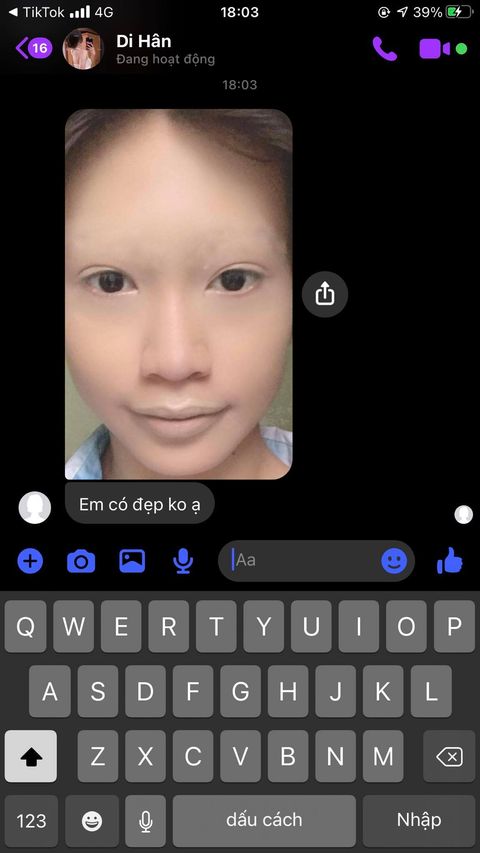 TikTok 4G 18:03 39%
16 Di Hân
Đang hoạt động
18:03
Em có đẹp ko ạ
Aa
Q W E R T Y U I O P
A S D F G H J K L
Z X C V B N M
123 dấu cách Nhập